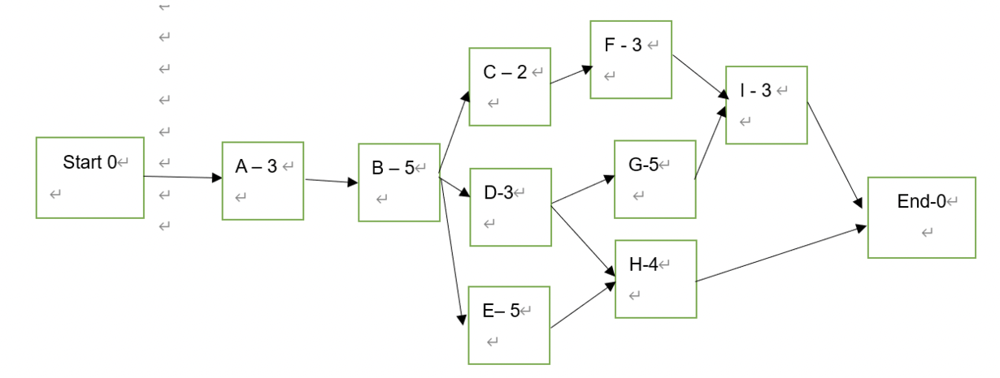 Start 0
A – 3
B – 5
C – 2
D-3
E– 5
F - 3
G-5
H-4
I - 3
End-0